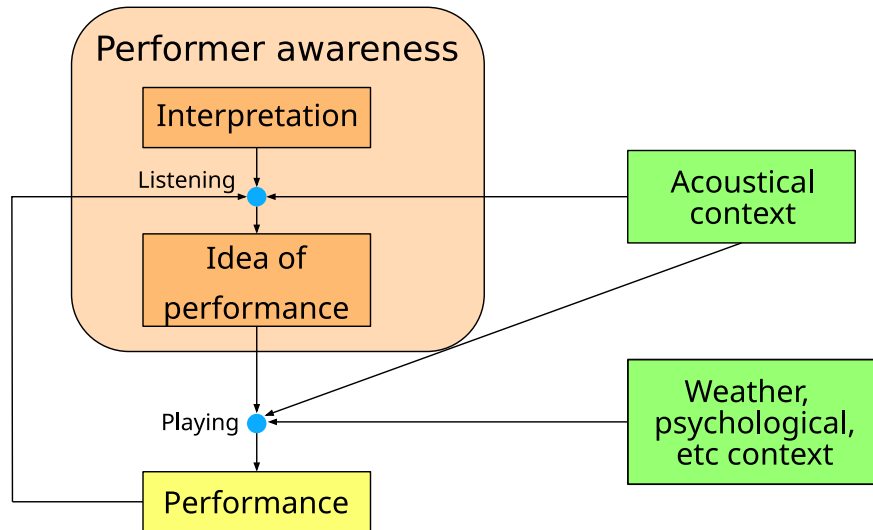 Performer awareness
Interpretation
Listening
Acoustical
context
Idea of
performance
Weather,
psychological,
etc context
Playing
Performance